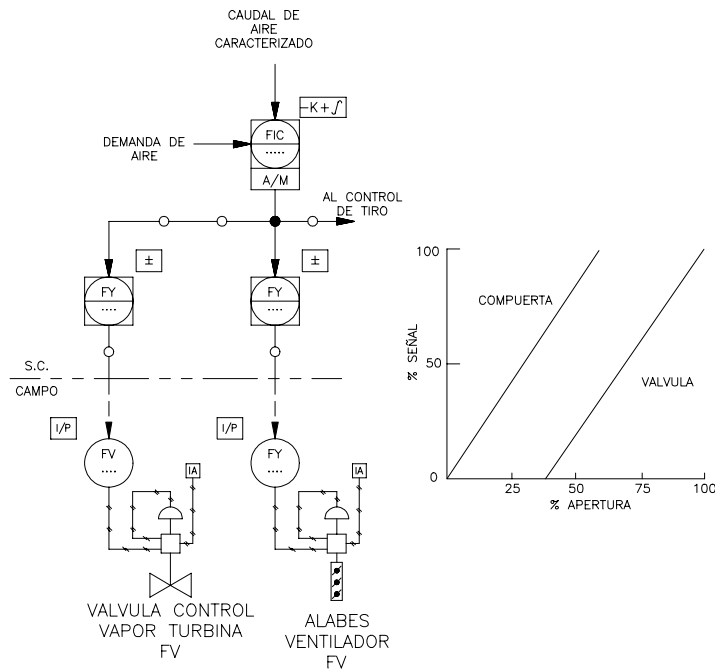 CAUDAL DE
AIRE
CARACTERIZADO
-K+∫
DEMANDA DE
AIRE
FIC
.....
A/M
AL CONTROL
DE TIRO
±
±
FY
....
FY
....
S.C.
CAMPO
I/P
I/P
FV
....
FY
....
IA
IA
VALVULA CONTROL
VAPOR TURBINA
FV
ALABES
VENTILADOR
FV
100
COMPUERTA
% SEÑAL
50
VALVULA
0
25
50
75
100
% APERTURA